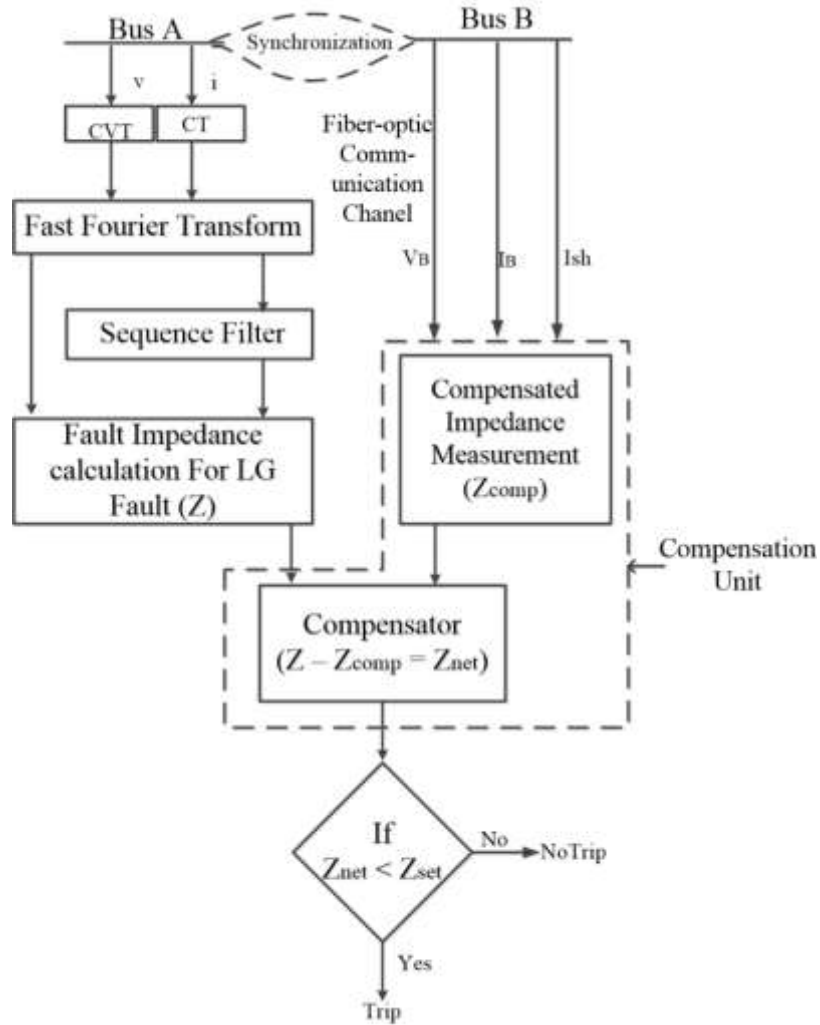 Bus A
Synchronization
Bus B
v
i
CVT
CT
Fiber-optic
Comm-
unication
Chanel
Fast Fourier Transform
VB
IB
Ish
Sequence Filter
Compensated
Impedance
Measurement
(Zcomp)
Fault Impedance
calculation For LG
Fault (Z)
Compensation
Unit
Compensator
(Z – Zcomp = Znet)
If
Znet < Zset
No
NoTrip
Yes
Trip